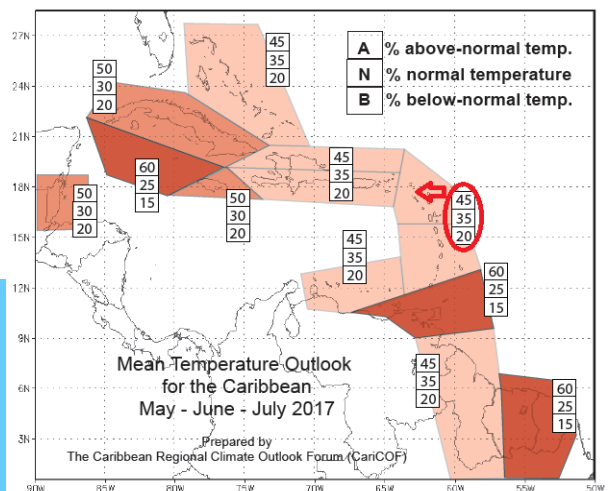 27N
24N
21N
18N
15N
12N
9N
6N
3N
A % above-normal temp.
N % normal temperature
B % below-normal temp.
45
35
20
50
30
20
60
25
15
45
35
20
50
30
20
50
30
20
45
35
20
45
35
20
60
25
15
45
35
20
60
25
15
Mean Temperature Outlook
for the Caribbean
May - June - July 2017
Prepared by
The Caribbean Regional Climate Outlook Forum (CariCOF)
90W 85W 80W 75W 70W 65W 60W 55W 50W